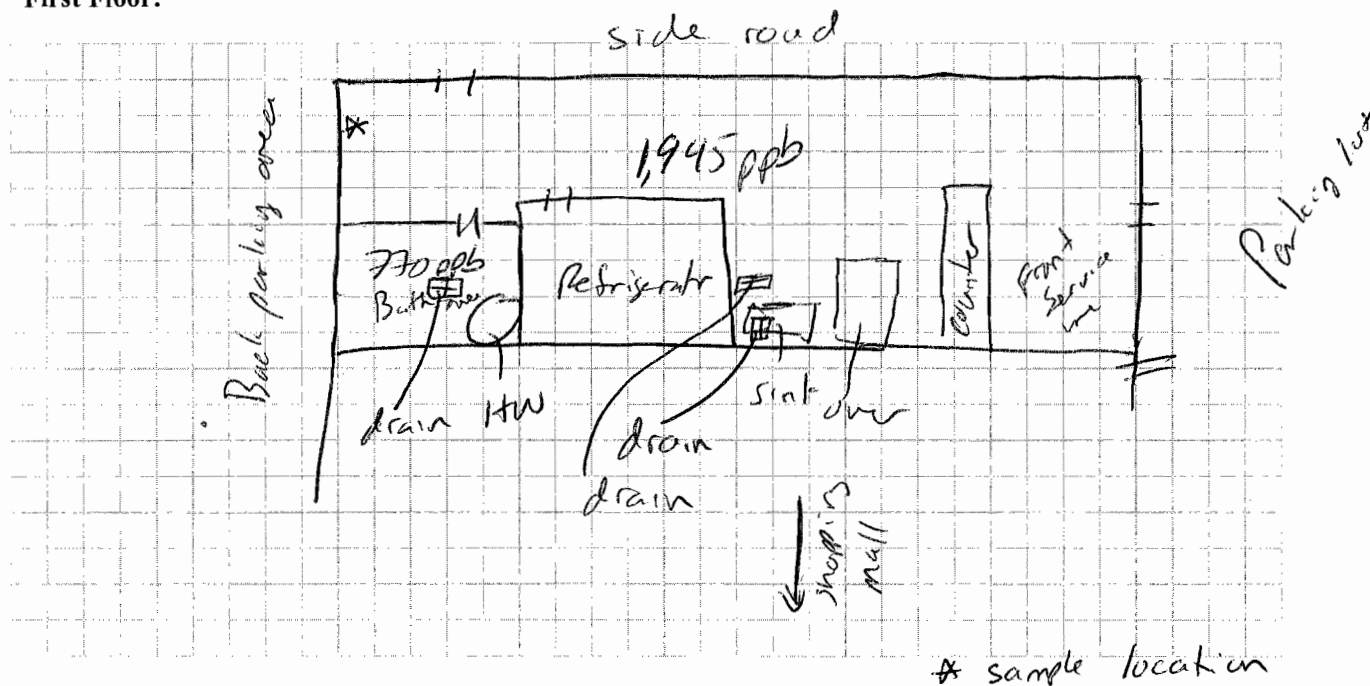 First Floor:
side road
Back parking area
1,945 ppb
Parking lot
770 ppb
Bathroom
Refrigerator
counter
Front
Service
drain
HW
sink
oven
drain
drain
shopping
mall
* sample location